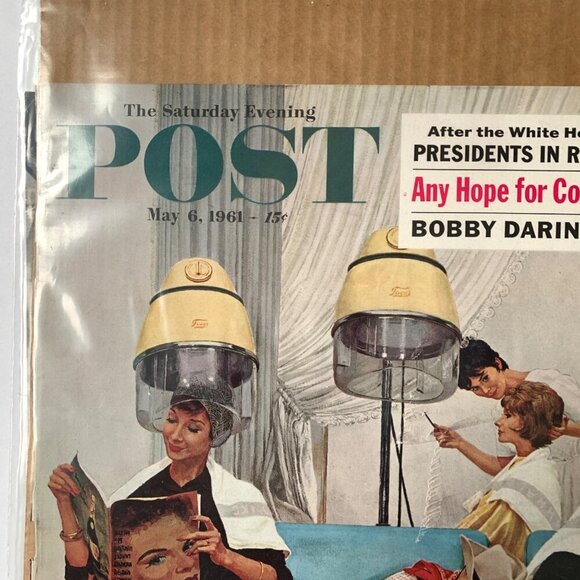 The Saturday Evening
POST
May 6, 1961 - 15¢
After the White Ho
PRESIDENTS IN R
Any Hope for Co
BOBBY DARIN